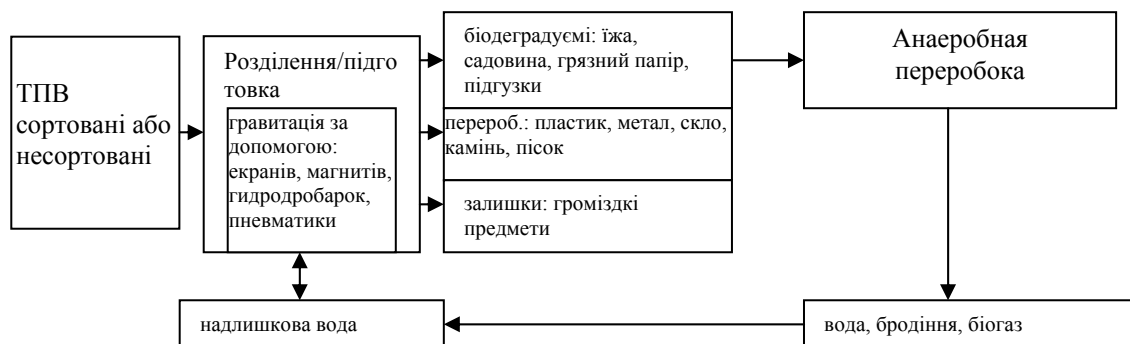 ТПВ
сортовані або
несортовані
Розділення/підго
товка
гравитація за
допомогою:
екранів, магнитів,
гидродробарок,
пневматики
біодеградуємі: їжа,
садовина, грязний папір,
підгузки
перероб.: пластик, метал, скло,
камінь, пісок
залишки: громіздкі
предмети
Анаеробная
переробока
надлишкова вода
вода, бродіння, біогаз